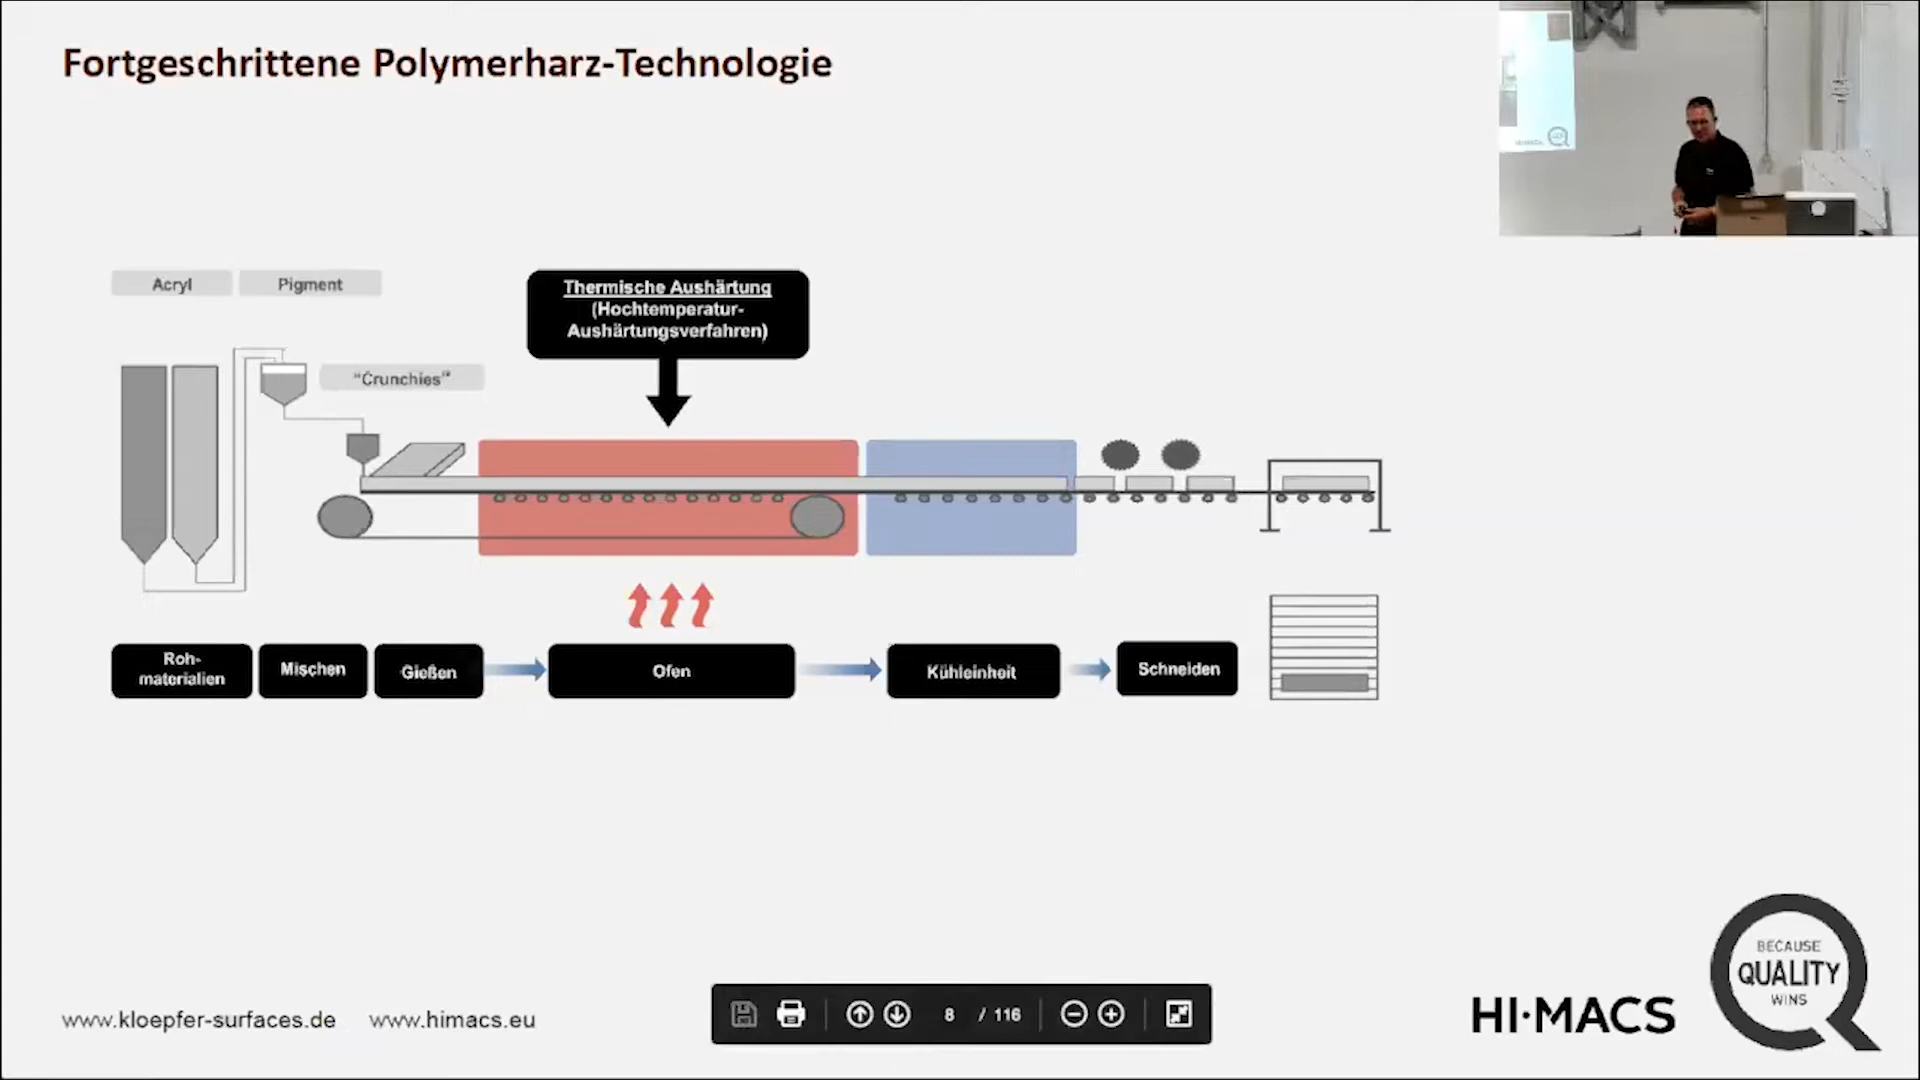 Fortgeschrittene Polymerharz-Technologie
Acryl
Pigment
"Crunchies"
Thermische Aushärtung
(Hochtemperatur-
Aushärtungsverfahren)
Roh-
materialien
Mischen
Gießen
Ofen
Kühleinheit
Schneiden
www.kloepfer-surfaces.de
www.himacs.eu
8 / 116
HI·MACS
BECAUSE
QUALITY
WINS